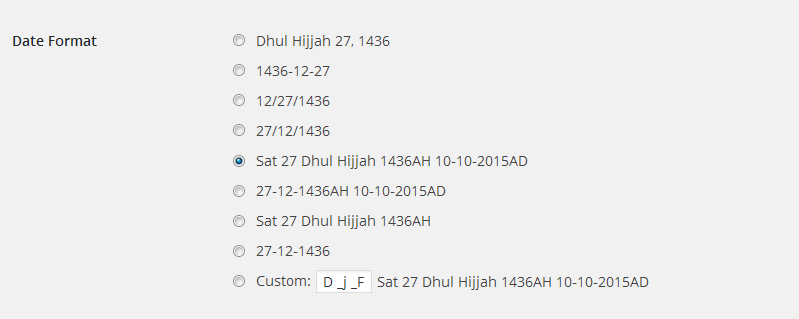 Date Format
Dhul Hijjah 27, 1436
1436-12-27
12/27/1436
27/12/1436
Sat 27 Dhul Hijjah 1436AH 10-10-2015AD
27-12-1436AH 10-10-2015AD
Sat 27 Dhul Hijjah 1436AH
27-12-1436
Custom: D _j _F Sat 27 Dhul Hijjah 1436AH 10-10-2015AD